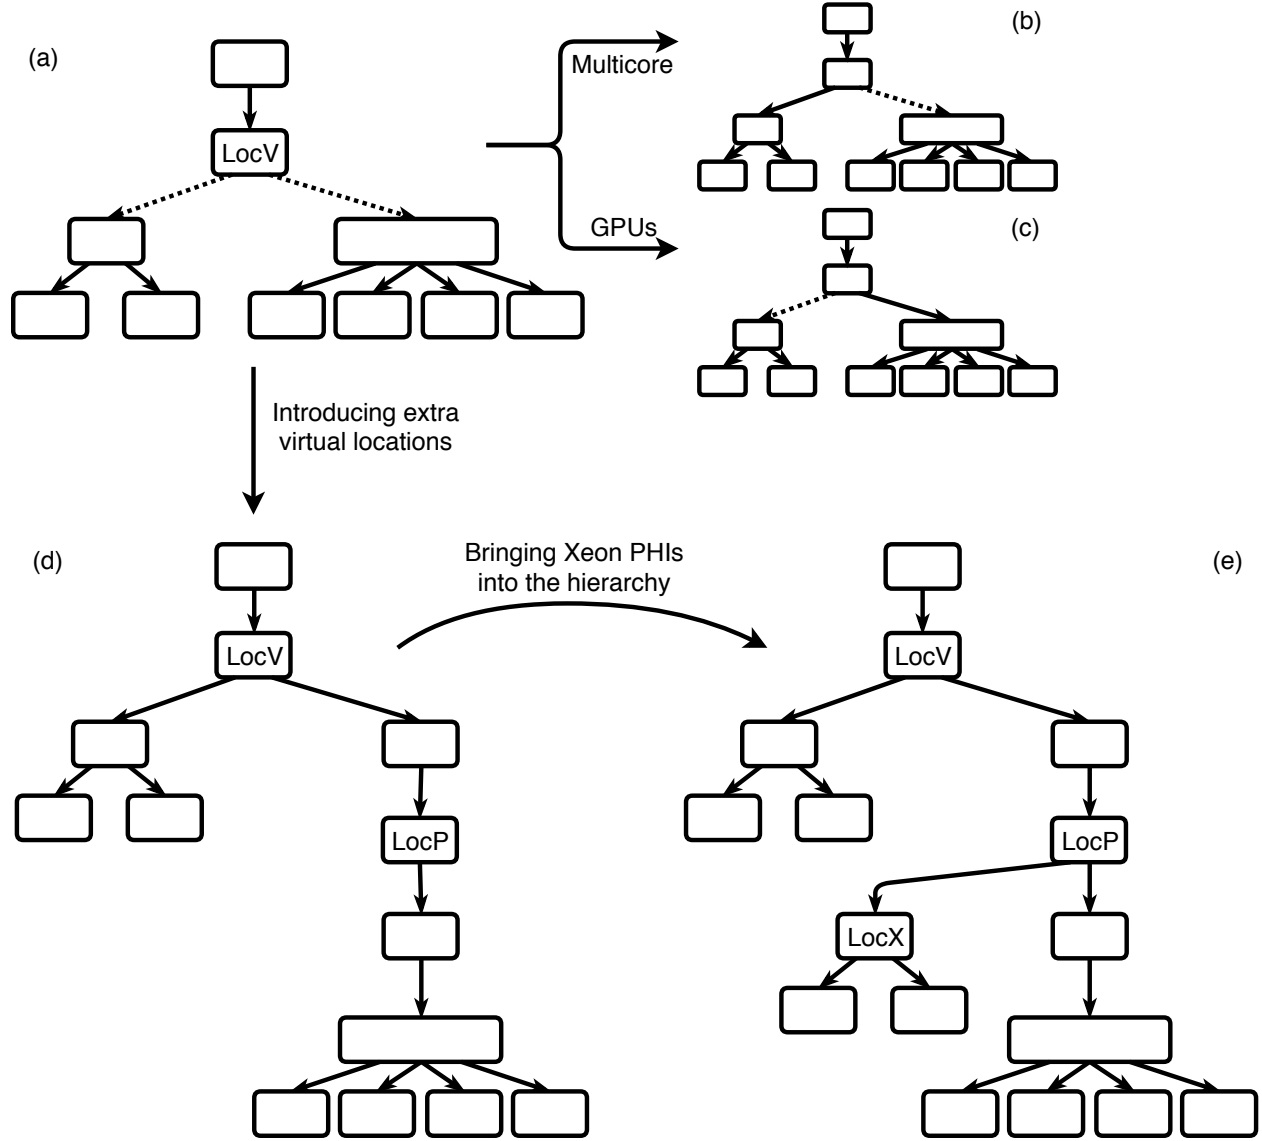 (a)
LocV
Multicore
GPUs
(b)
(c)
Introducing extra
virtual locations
(d)
LocV
LocP
Bringing Xeon PHIs
into the hierarchy
(e)
LocV
LocP
LocX